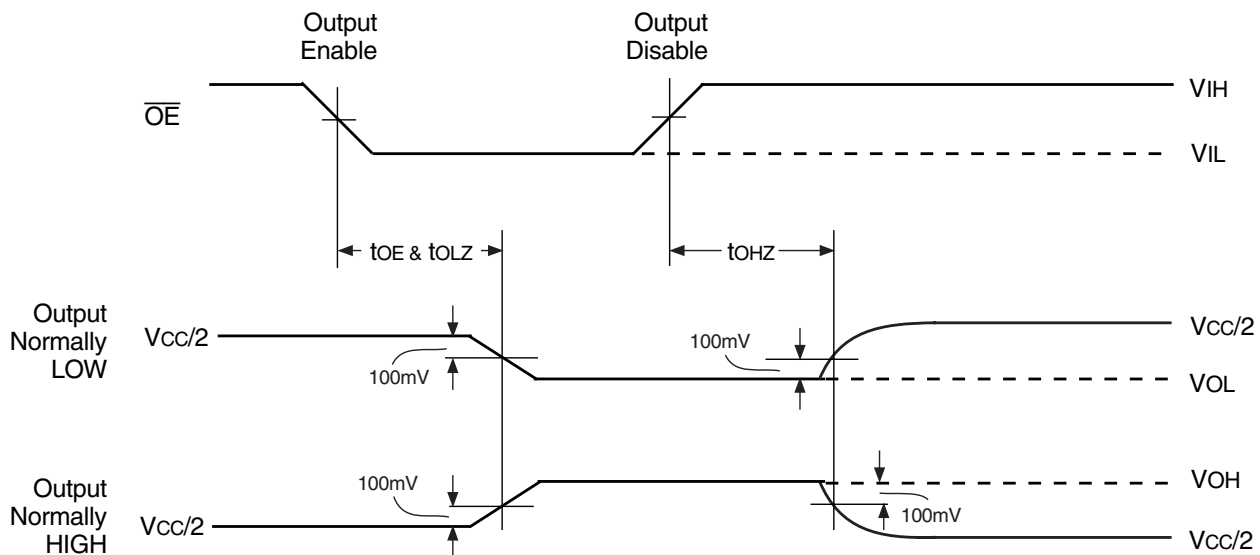 Output
Enable
Output
Disable
OE
VIH
VIL
tOE & tOLZ
tOHZ
Output
Normally
LOW
VCC/2
100mV
100mV
VCC/2
VOL
Output
Normally
HIGH
VCC/2
100mV
100mV
VOH
VCC/2